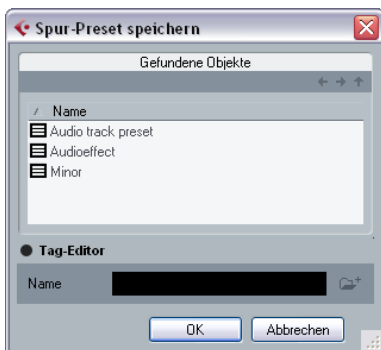 Spur-Preset speichern
Gefundene Objekte
Name
Audio track preset
Audioeffect
Minor
Tag-Editor
Name
OK
Abbrechen